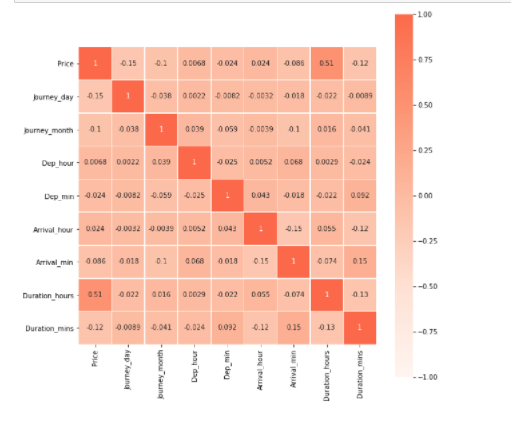 1.00
Price 1 -0.15 -0.1 0.0068 -0.024 0.024 -0.086 0.51 -0.12
0.75
Journey_day -0.15 1 -0.038 0.0022 -0.0082 -0.0032 -0.018 -0.022 -0.0089
0.50
Journey_month -0.1 -0.038 1 0.039 -0.059 -0.0039 -0.1 0.016 -0.041
0.25
Dep_hour 0.0068 0.0022 0.039 1 -0.025 0.0052 0.068 0.0029 -0.024
Dep_min -0.024 -0.0082 -0.059 -0.025 1 0.043 -0.018 -0.022 0.092
0.00
Arrival_hour 0.024 -0.0032 -0.0039 0.0052 0.043 1 -0.15 0.055 -0.12
-0.25
Arrival_min -0.086 -0.018 -0.1 0.068 -0.018 -0.15 1 -0.074 0.15
-0.50
Duration_hours 0.51 -0.022 0.016 0.0029 -0.022 0.055 -0.074 1 -0.13
Duration_mins -0.12 -0.0089 -0.041 -0.024 0.092 -0.12 0.15 -0.13 1
-0.75
-1.00
Price
Journey_day
Journey_month
Dep_hour
Dep_min
Arrival_hour
Arrival_min
Duration_hours
Duration_mins